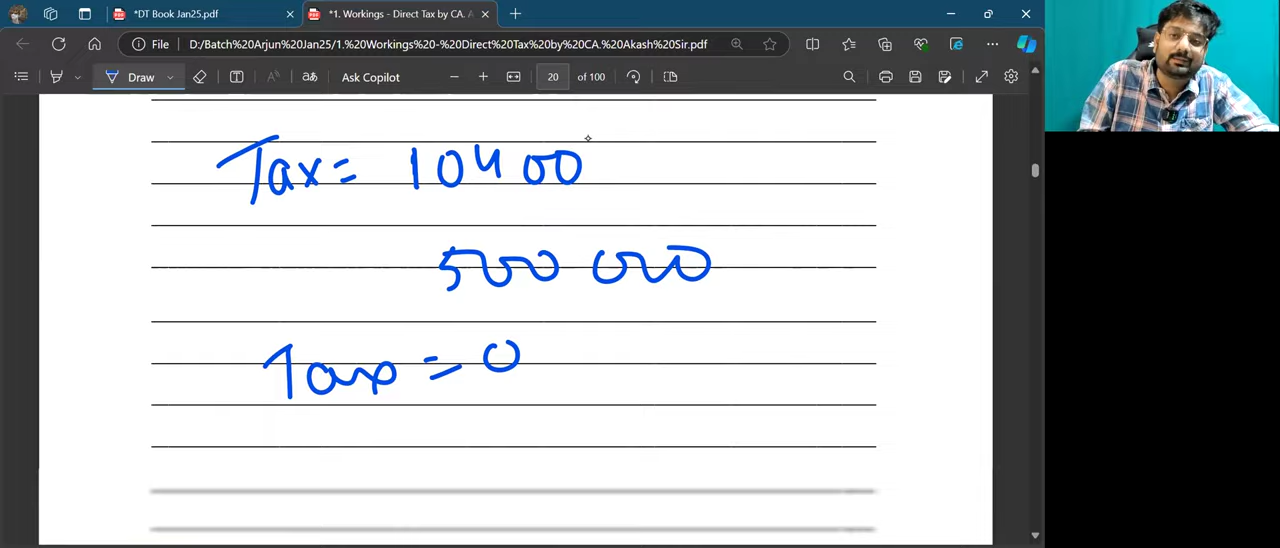 *DT Book Jan25.pdf
*1. Workings - Direct Tax by CA. A
File
D:/Batch%20Arjun%20Jan25/1.%20Workings%20-%20Direct%20Tax%20by%20CA.%20Akash%20Sir.pdf
Draw
Ask Copilot
20 of 100
Tax = 10400
500 000
Tax = 0